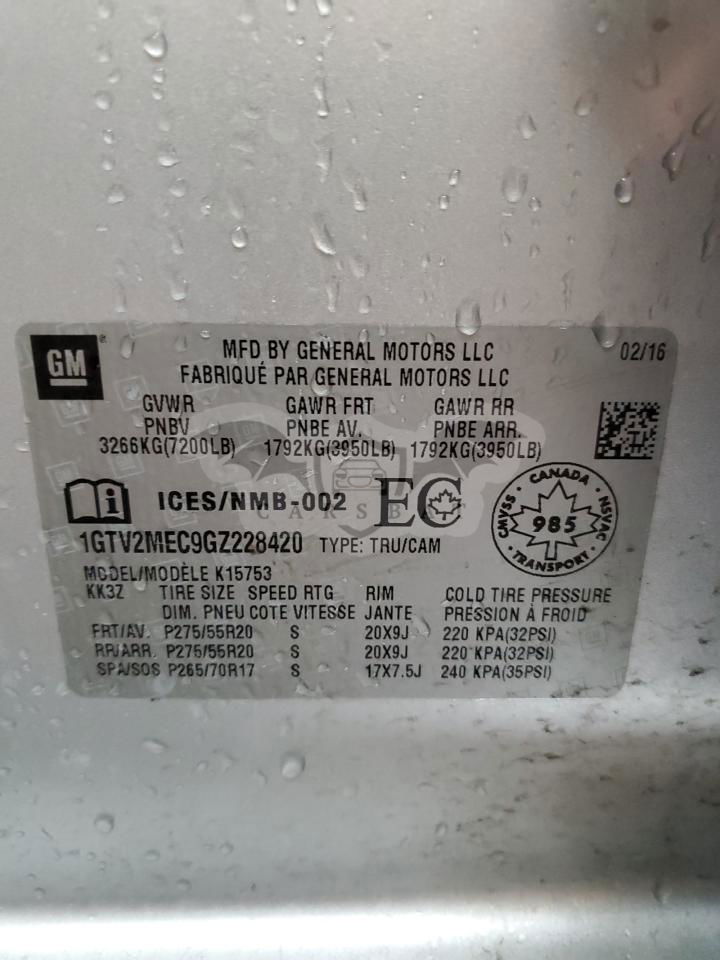 GM
MFD BY GENERAL MOTORS LLC 02/16
FABRIQUÉ PAR GENERAL MOTORS LLC
GVWR GAWR FRT GAWR RR
PNBV PNBE AV. PNBE ARR.
3266KG(7200LB) 1792KG(3950LB) 1792KG(3950LB)
ICES/NMB-002 EC
CARSBAT
CANADA
CMVSS 985 NSVAC
TRANSPORT
1GTV2MEC9GZ228420 TYPE: TRU/CAM
MODEL/MODÈLE K15753
KK3Z TIRE SIZE SPEED RTG RIM COLD TIRE PRESSURE
DIM. PNEU COTE VITESSE JANTE PRESSION À FROID
FRT/AV. P275/55R20 S 20X9J 220 KPA(32PSI)
RR/ARR. P275/55R20 S 20X9J 220 KPA(32PSI)
SPA/SOS P265/70R17 S 17X7.5J 240 KPA(35PSI)